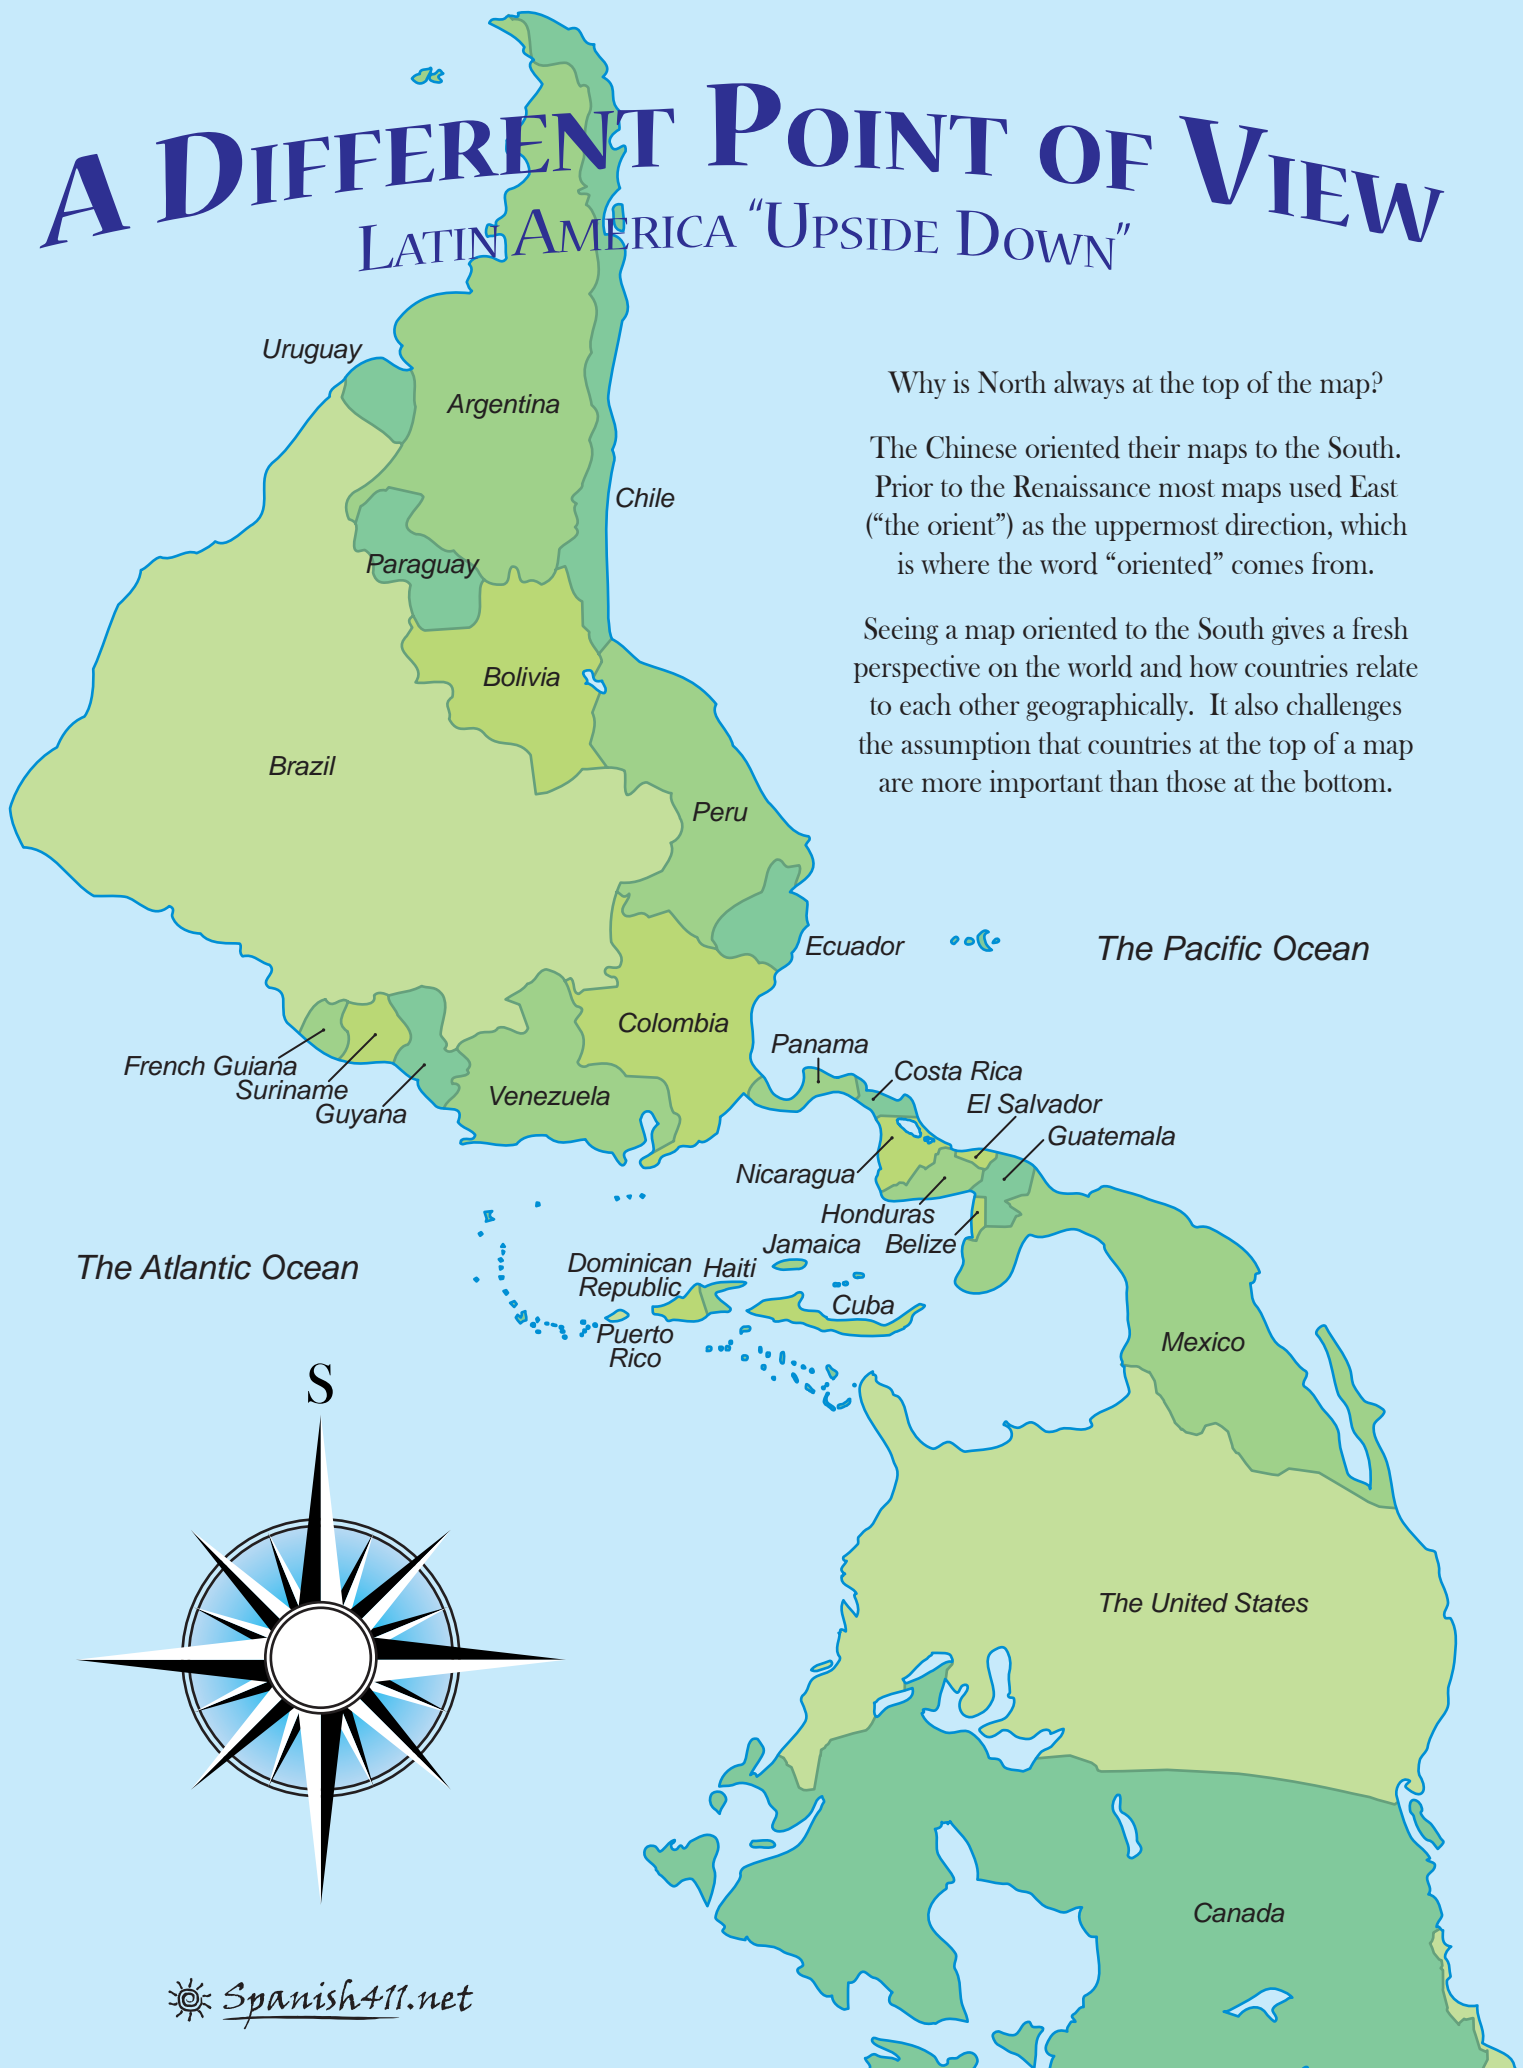 A Different Point of View
Latin America “Upside Down”
Uruguay
Argentina
Why is North always at the top of the map?
The Chinese oriented their maps to the South.
Prior to the Renaissance most maps used East
(“the orient”) as the uppermost direction, which
is where the word “oriented” comes from.
Seeing a map oriented to the South gives a fresh
perspective on the world and how countries relate
to each other geographically. It also challenges
the assumption that countries at the top of a map
are more important than those at the bottom.
Chile
Paraguay
Bolivia
Brazil
Peru
Ecuador
The Pacific Ocean
Colombia
Panama
French Guiana
Suriname
Guyana
Venezuela
Costa Rica
El Salvador
Guatemala
Nicaragua
Honduras
Belize
Jamaica
The Atlantic Ocean
Dominican
Republic
Haiti
Cuba
Puerto
Rico
Mexico
S
The United States
Canada
Spanish411.net